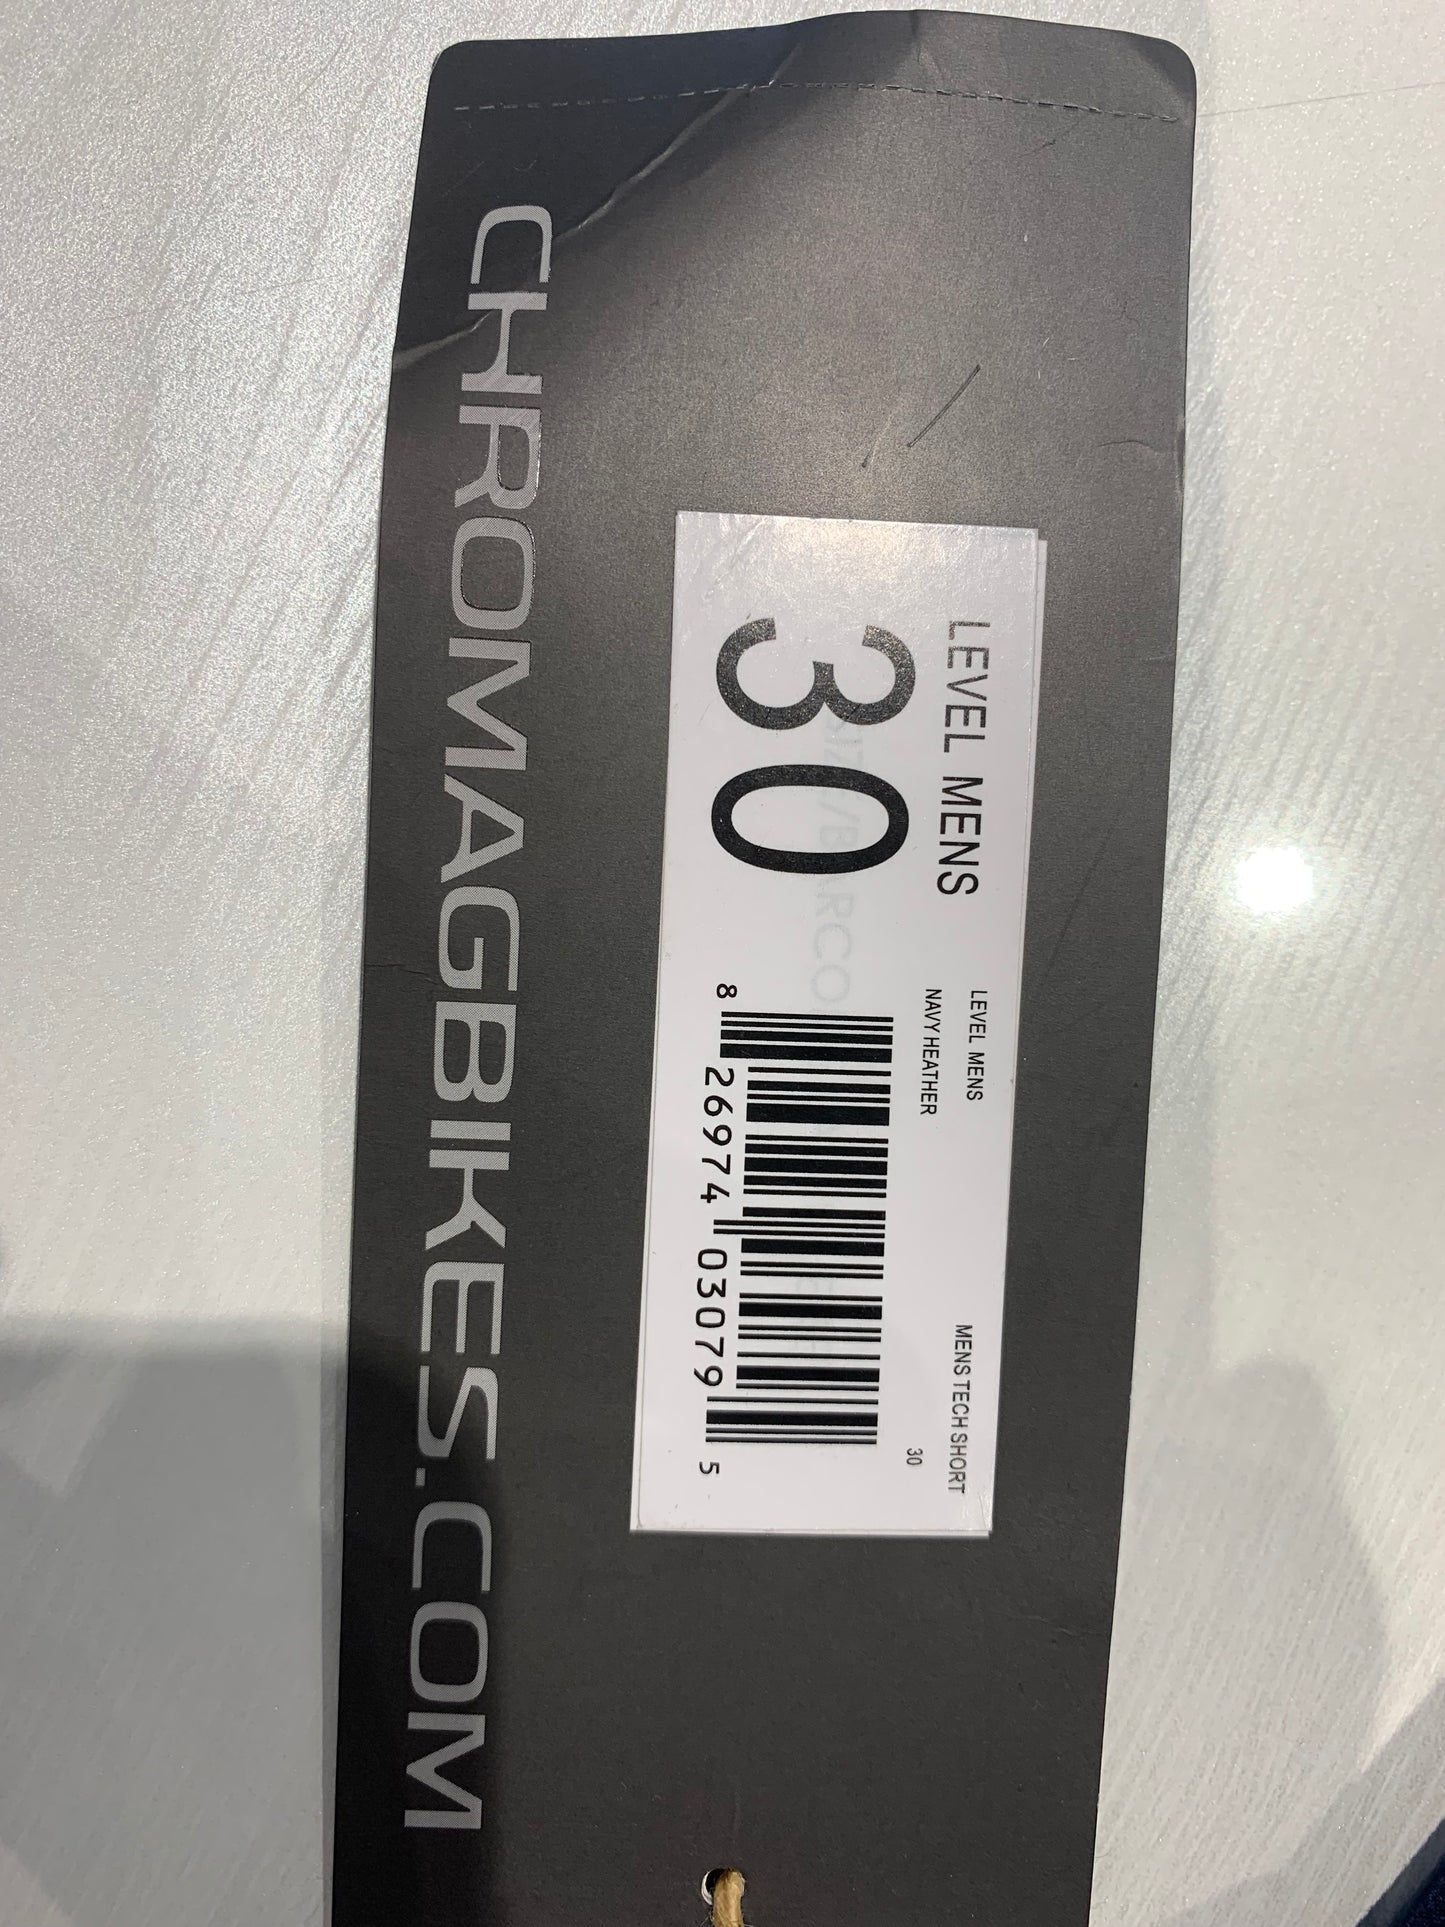 LEVEL MENS
30
LEVEL MENS
MENS TECH SHORT
NAVY HEATHER
30
8 26974 03079 5
CHROMAGBIKES.COM